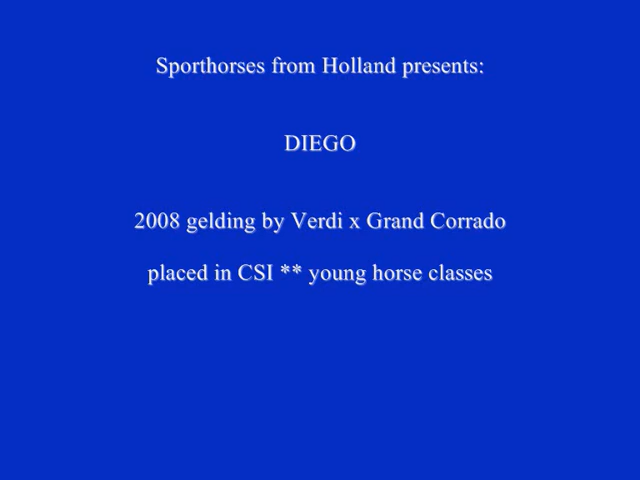 Sporthorses from Holland presents:
DIEGO
2008 gelding by Verdi x Grand Corrado
placed in CSI ** young horse classes